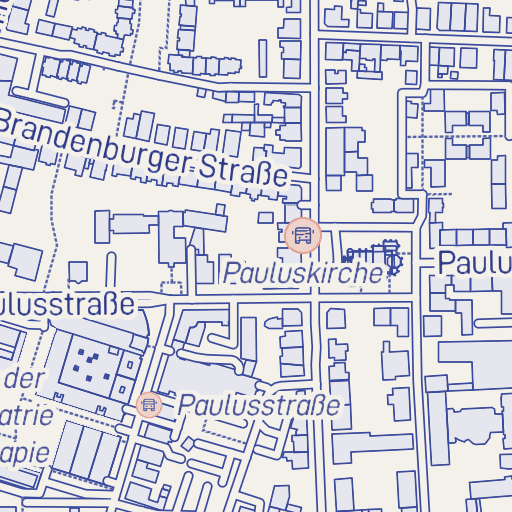 Brandenburger Straße
Pauluskirche
Paulu
ulusstraße
der
atrie
apie
Paulusstraße